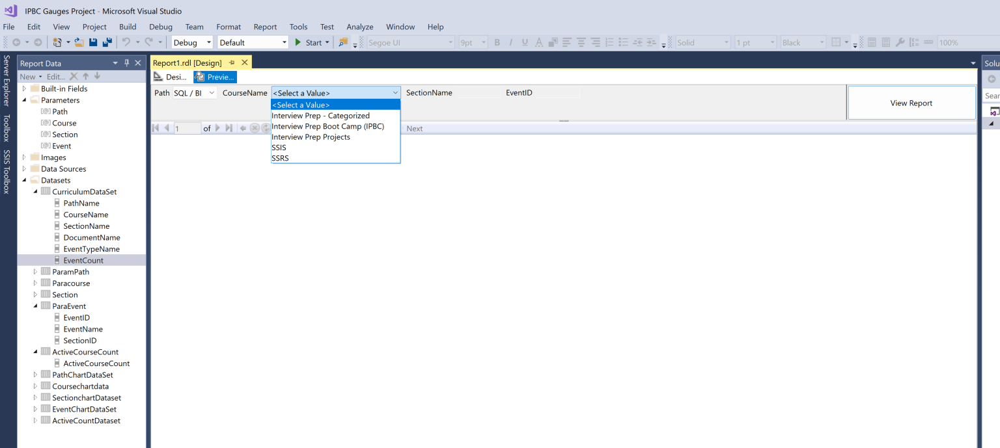 IPBC Gauges Project - Microsoft Visual Studio
File Edit View Project Build Debug Team Format Report Tools Test Analyze Window Help
Debug Default Start Segoe UI 9pt B I U A Solid 1 pt Black 100%
Server Explorer
Toolbox
SSIS Toolbox
Report Data
New Edit...
Built-in Fields
Parameters
Path
Course
Section
Event
Images
Data Sources
Datasets
CurriculumDataSet
PathName
CourseName
SectionName
DocumentName
EventTypeName
EventCount
ParamPath
Paracourse
Section
ParaEvent
EventID
EventName
SectionID
ActiveCourseCount
ActiveCourseCount
PathChartDataSet
Coursechartdata
SectionchartDataset
EventChartDataSet
ActiveCountDataset
Report1.rdl [Design]
Desi... Previe...
Path SQL / BI CourseName <Select a Value> SectionName EventID
View Report
<Select a Value>
Interview Prep - Categorized
Interview Prep Boot Camp (IPBC)
Interview Prep Projects
SSIS
SSRS
1 of Next
Solu
Sear